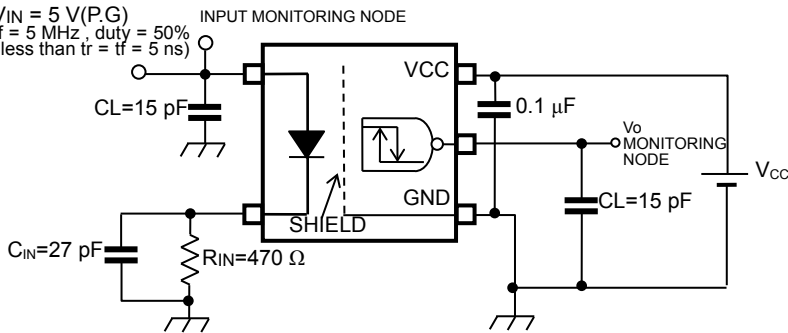 VIN = 5 V(P.G)
f = 5 MHz , duty = 50%
less than tr = tf = 5 ns)
INPUT MONITORING NODE
CL=15 pF
VCC
0.1 μF
Vo
MONITORING
NODE
VCC
GND
SHIELD
CL=15 pF
CIN=27 pF
RIN=470 Ω